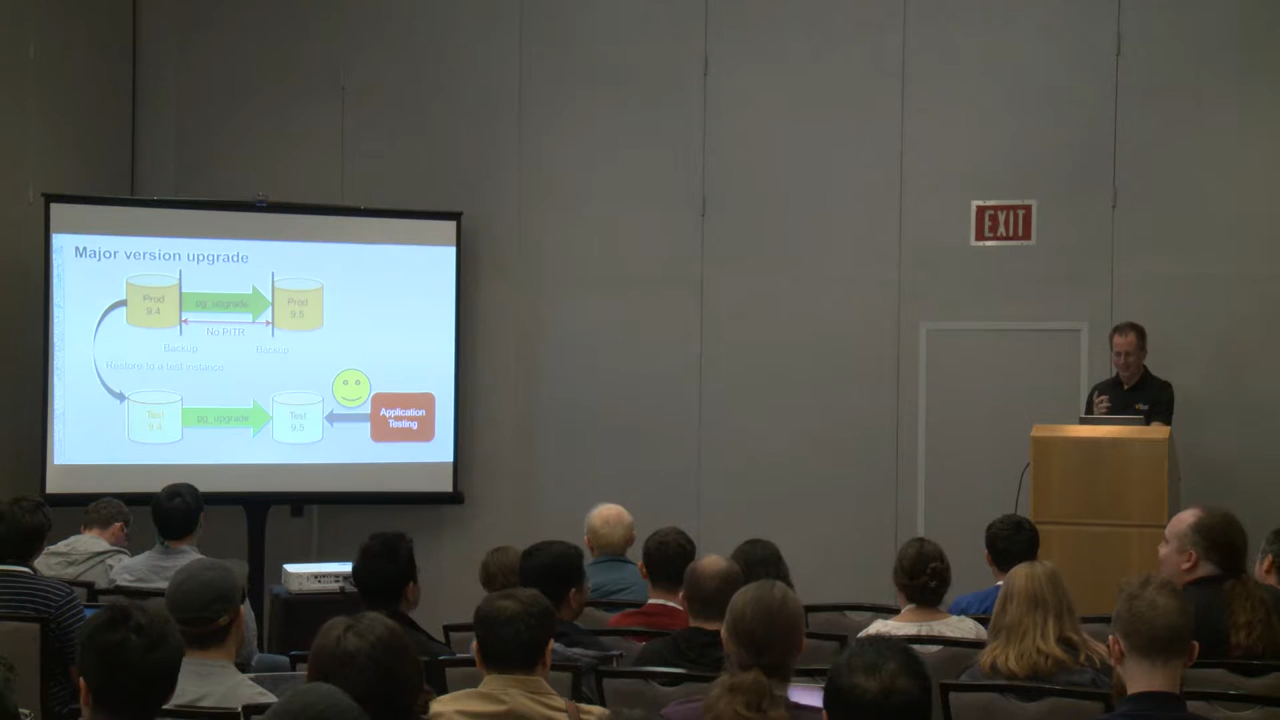 Major version upgrade
Prod
9.4
pg_upgrade
Prod
9.5
No PITR
Backup
Backup
Restore to a test instance
Test
9.4
pg_upgrade
Test
9.5
Application
Testing
EXIT